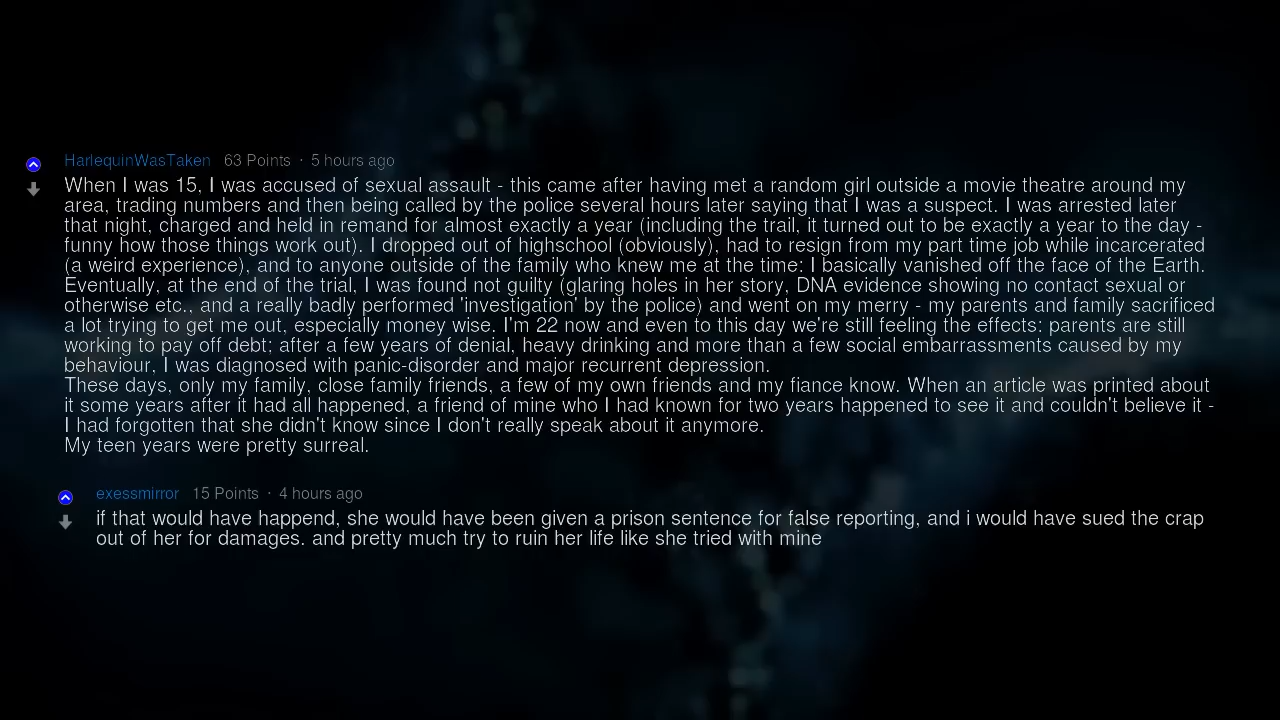 HarlequinWasTaken 63 Points · 5 hours ago
When I was 15, I was accused of sexual assault - this came after having met a random girl outside a movie theatre around my
area, trading numbers and then being called by the police several hours later saying that I was a suspect. I was arrested later
that night, charged and held in remand for almost exactly a year (including the trail, it turned out to be exactly a year to the day -
funny how those things work out). I dropped out of highschool (obviously), had to resign from my part time job while incarcerated
(a weird experience), and to anyone outside of the family who knew me at the time: I basically vanished off the face of the Earth.
Eventually, at the end of the trial, I was found not guilty (glaring holes in her story, DNA evidence showing no contact sexual or
otherwise etc., and a really badly performed 'investigation' by the police) and went on my merry - my parents and family sacrificed
a lot trying to get me out, especially money wise. I'm 22 now and even to this day we're still feeling the effects: parents are still
working to pay off debt; after a few years of denial, heavy drinking and more than a few social embarrassments caused by my
behaviour, I was diagnosed with panic-disorder and major recurrent depression.
These days, only my family, close family friends, a few of my own friends and my fiance know. When an article was printed about
it some years after it had all happened, a friend of mine who I had known for two years happened to see it and couldn't believe it -
I had forgotten that she didn't know since I don't really speak about it anymore.
My teen years were pretty surreal.
exessmirror 15 Points · 4 hours ago
if that would have happend, she would have been given a prison sentence for false reporting, and i would have sued the crap
out of her for damages. and pretty much try to ruin her life like she tried with mine